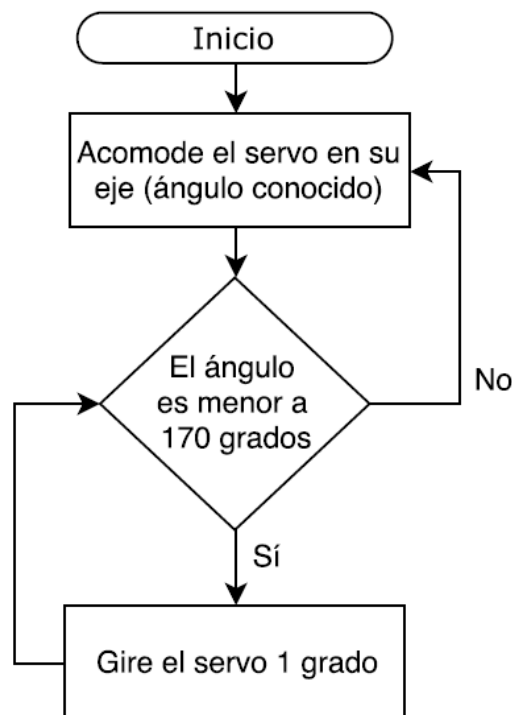 Inicio
Acomode el servo en su
eje (ángulo conocido)
El ángulo
es menor a
170 grados
No
Sí
Gire el servo 1 grado